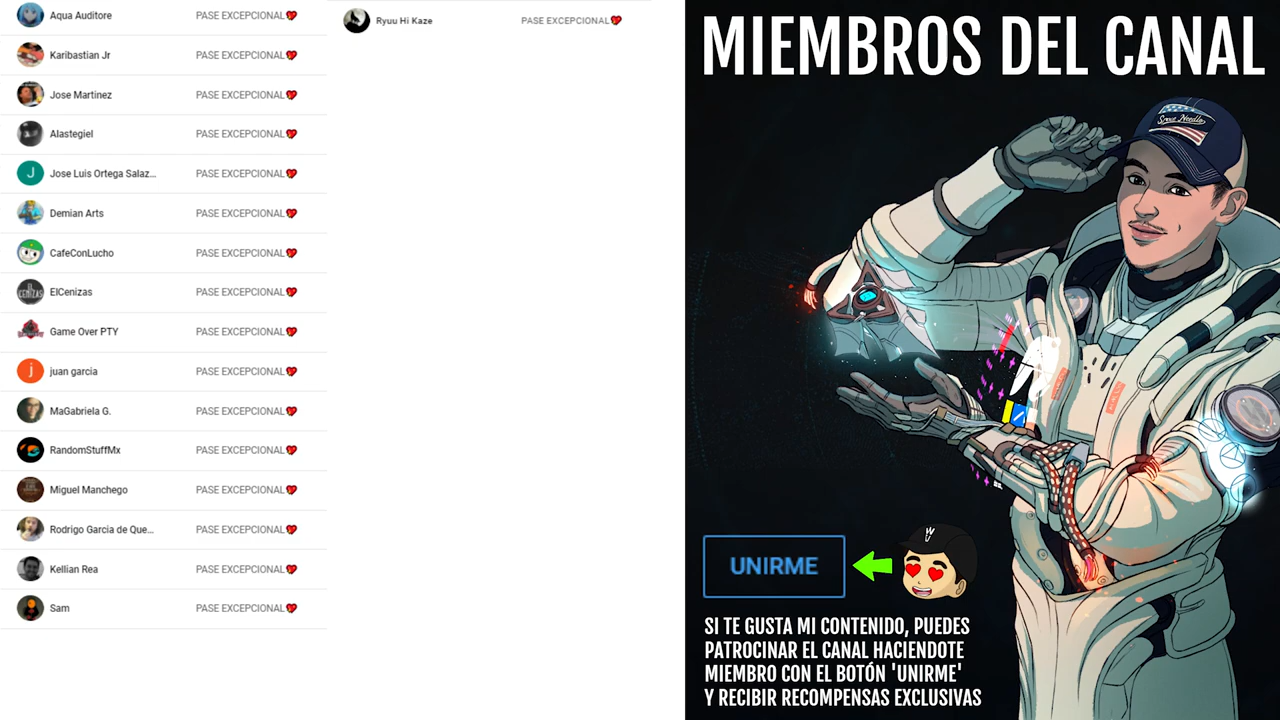 Aqua Auditore PASE EXCEPCIONAL
Karibastian Jr PASE EXCEPCIONAL
Jose Martinez PASE EXCEPCIONAL
Alastegiel PASE EXCEPCIONAL
J Jose Luis Ortega Salaz... PASE EXCEPCIONAL
Demian Arts PASE EXCEPCIONAL
CafeConLucho PASE EXCEPCIONAL
ElCenizas PASE EXCEPCIONAL
Game Over PTY PASE EXCEPCIONAL
j juan garcia PASE EXCEPCIONAL
MaGabriela G. PASE EXCEPCIONAL
RandomStuffMx PASE EXCEPCIONAL
Miguel Manchego PASE EXCEPCIONAL
Rodrigo Garcia de Que... PASE EXCEPCIONAL
Kellian Rea PASE EXCEPCIONAL
Sam PASE EXCEPCIONAL
Ryuu Hi Kaze PASE EXCEPCIONAL
MIEMBROS DEL CANAL
Space Needle
UNIRME
SI TE GUSTA MI CONTENIDO, PUEDES
PATROCINAR EL CANAL HACIENDOTE
MIEMBRO CON EL BOTÓN 'UNIRME'
Y RECIBIR RECOMPENSAS EXCLUSIVAS